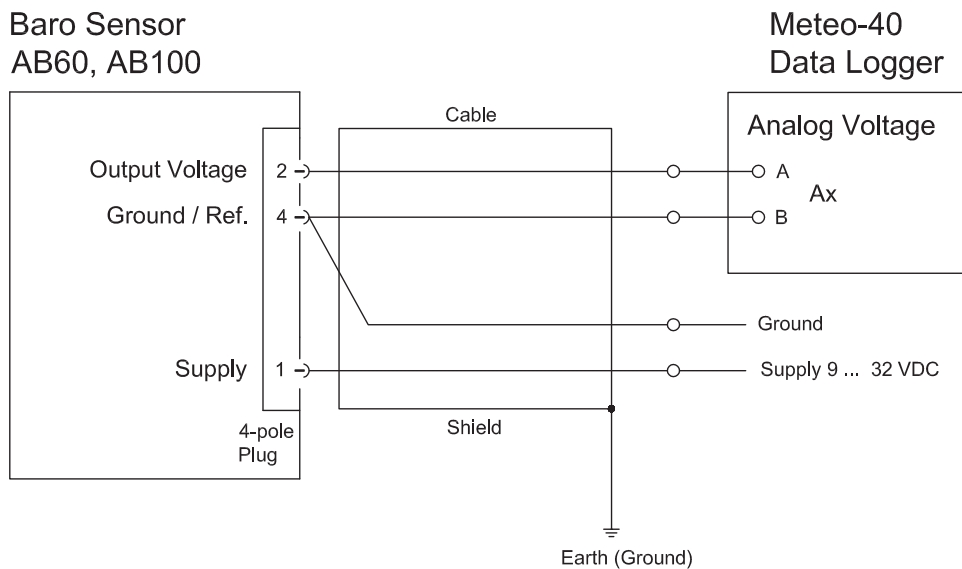 Baro Sensor
AB60, AB100
Meteo-40
Data Logger
Cable
Analog Voltage
Output Voltage 2
A
Ax
Ground / Ref. 4
B
Ground
Supply 1
Supply 9 ... 32 VDC
4-pole
Plug
Shield
Earth (Ground)